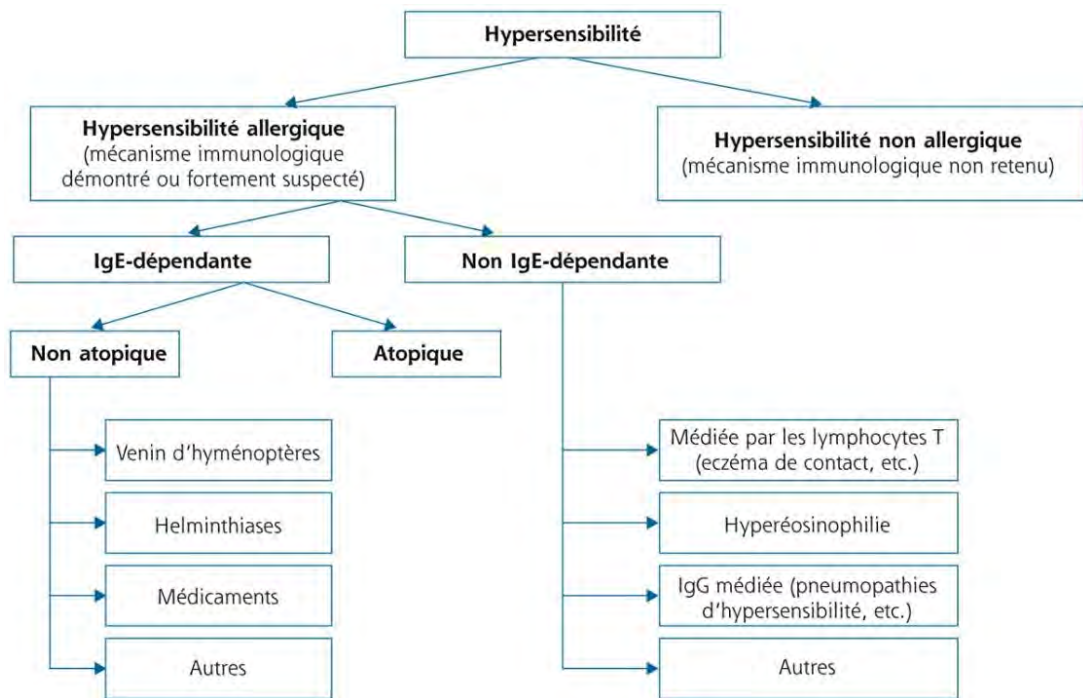 Hypersensibilité
Hypersensibilité allergique
(mécanisme immunologique
démontré ou fortement suspecté)
Hypersensibilité non allergique
(mécanisme immunologique non retenu)
IgE-dépendante
Non IgE-dépendante
Non atopique
Atopique
Venin d'hyménoptères
Helminthiases
Médicaments
Autres
Médiée par les lymphocytes T
(eczéma de contact, etc.)
Hyperéosinophilie
IgG médiée (pneumopathies
d'hypersensibilité, etc.)
Autres